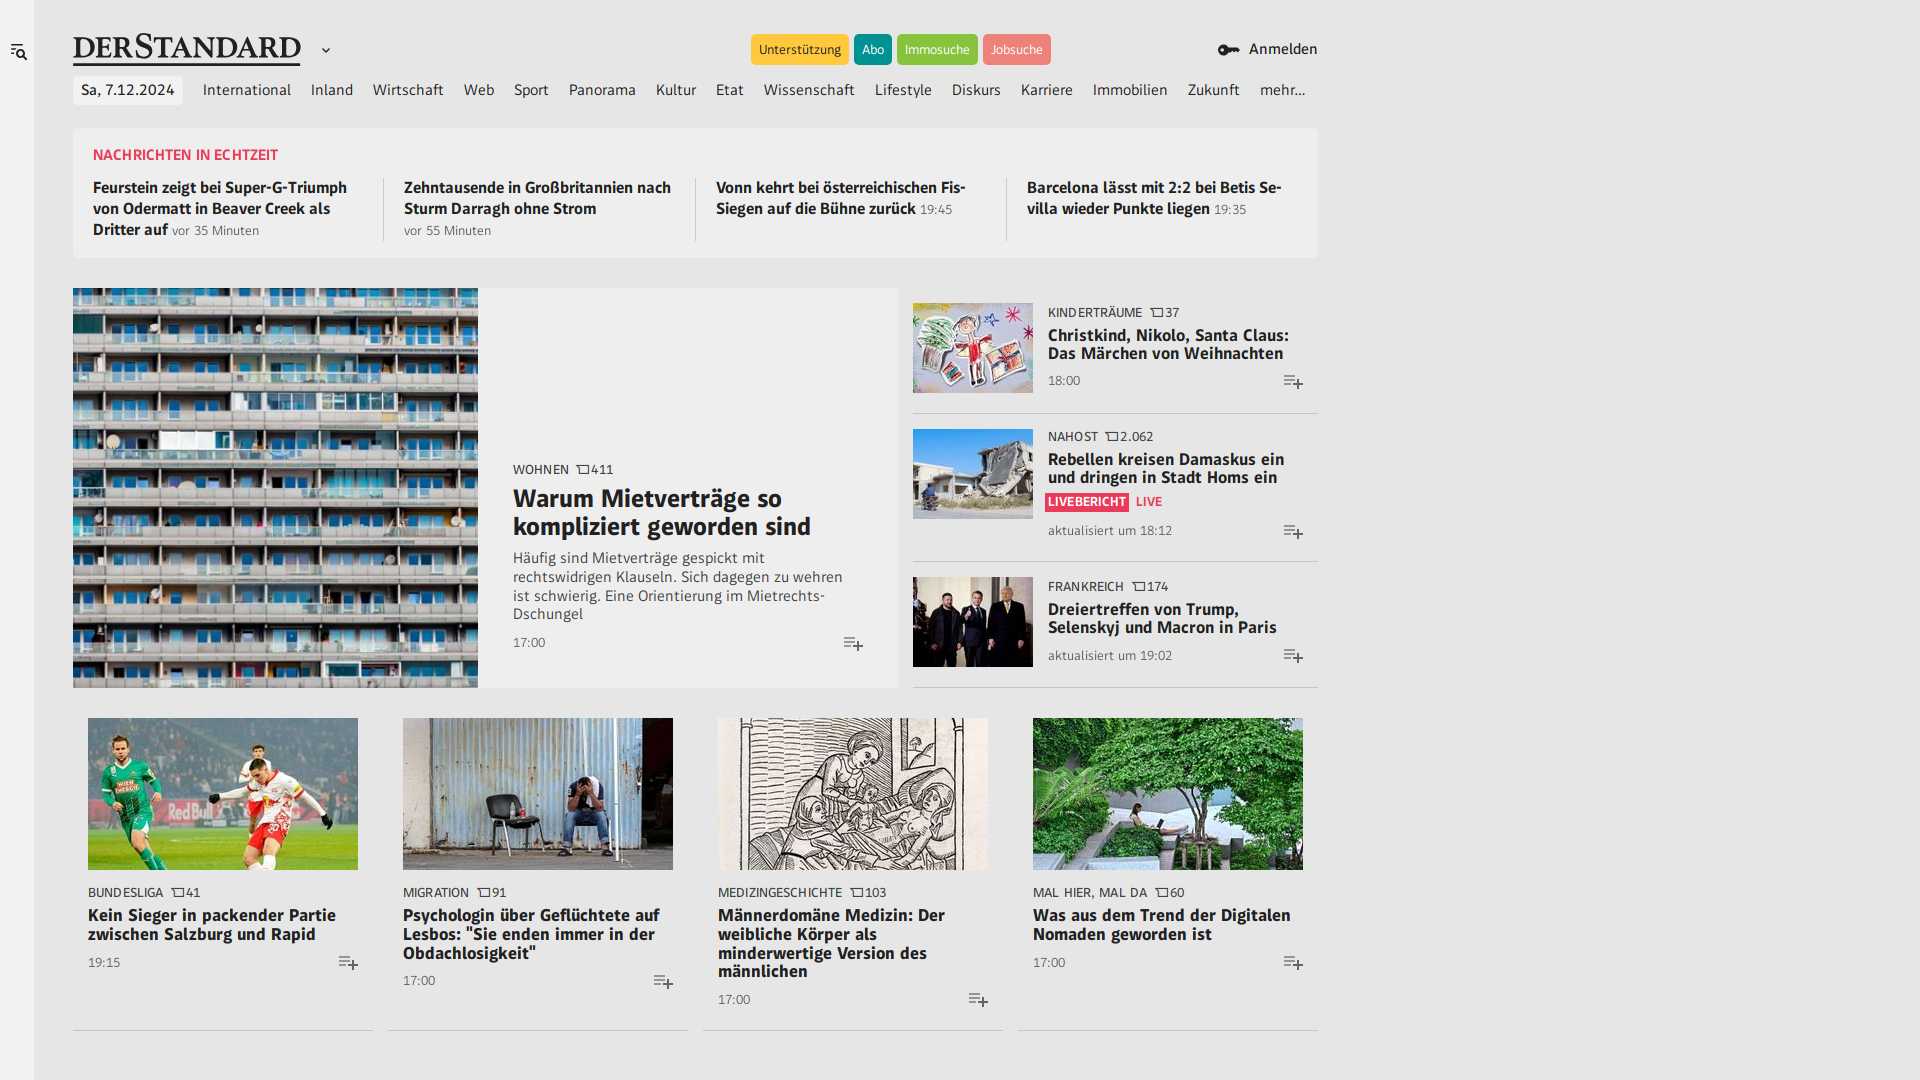 DERSTANDARD
Unterstützung
Abo
Immosuche
Jobsuche
Anmelden
Sa, 7.12.2024
International
Inland
Wirtschaft
Web
Sport
Panorama
Kultur
Etat
Wissenschaft
Lifestyle
Diskurs
Karriere
Immobilien
Zukunft
mehr...
NACHRICHTEN IN ECHTZEIT
Feurstein zeigt bei Super-G-Triumph
von Odermatt in Beaver Creek als
Dritter auf vor 35 Minuten
Zehntausende in Großbritannien nach
Sturm Darragh ohne Strom
vor 55 Minuten
Vonn kehrt bei österreichischen Fis-
Siegen auf die Bühne zurück 19:45
Barcelona lässt mit 2:2 bei Betis Se-
villa wieder Punkte liegen 19:35
WOHNEN 411
Warum Mietverträge so
kompliziert geworden sind
Häufig sind Mietverträge gespickt mit
rechtswidrigen Klauseln. Sich dagegen zu wehren
ist schwierig. Eine Orientierung im Mietrechts-
Dschungel
17:00
KINDERTRÄUME 37
Christkind, Nikolo, Santa Claus:
Das Märchen von Weihnachten
18:00
NAHOST 2.062
Rebellen kreisen Damaskus ein
und dringen in Stadt Homs ein
LIVEBERICHT LIVE
aktualisiert um 18:12
FRANKREICH 174
Dreiertreffen von Trump,
Selenskyj und Macron in Paris
aktualisiert um 19:02
BUNDESLIGA 41
Kein Sieger in packender Partie
zwischen Salzburg und Rapid
19:15
MIGRATION 91
Psychologin über Geflüchtete auf
Lesbos: "Sie enden immer in der
Obdachlosigkeit"
17:00
MEDIZINGESCHICHTE 103
Männerdomäne Medizin: Der
weibliche Körper als
minderwertige Version des
männlichen
17:00
MAL HIER, MAL DA 60
Was aus dem Trend der Digitalen
Nomaden geworden ist
17:00